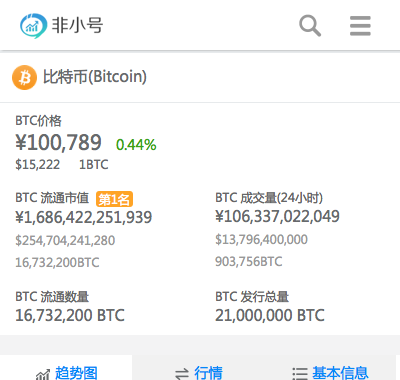 非小号
比特币(Bitcoin)
BTC价格
¥100,789 0.44%
$15,222 1BTC
BTC 流通市值 第1名
¥1,686,422,251,939
$254,704,241,280
16,732,200BTC
BTC 成交量(24小时)
¥106,337,022,049
$13,796,400,000
903,756BTC
BTC 流通数量
16,732,200 BTC
BTC 发行总量
21,000,000 BTC
趋势图 行情 基本信息